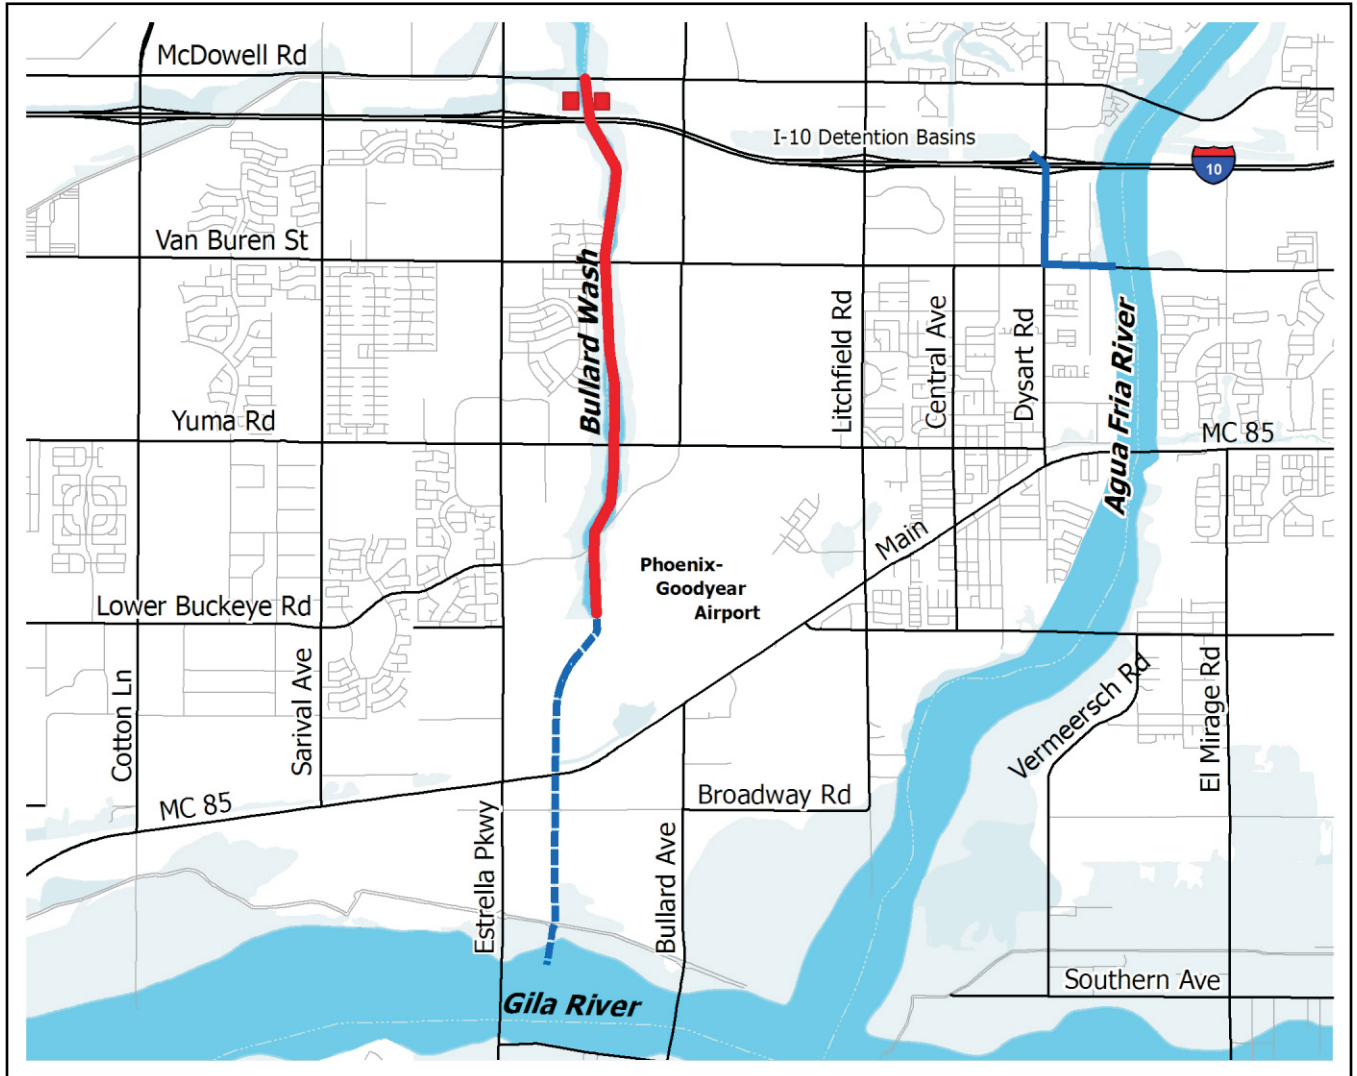 McDowell Rd
I-10 Detention Basins
10
Van Buren St
Bullard Wash
Litchfield Rd
Central Ave
Dysart Rd
Agua Fria River
Yuma Rd
MC 85
Main
Phoenix-
Goodyear
Airport
Lower Buckeye Rd
Cotton Ln
Sarival Ave
Vermeersch Rd
El Mirage Rd
MC 85
Broadway Rd
Estrella Pkwy
Bullard Ave
Southern Ave
Gila River